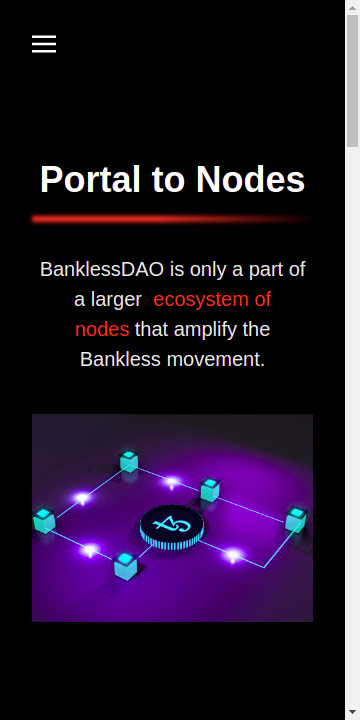 Portal to Nodes
BanklessDAO is only a part of
a larger ecosystem of
nodes that amplify the
Bankless movement.